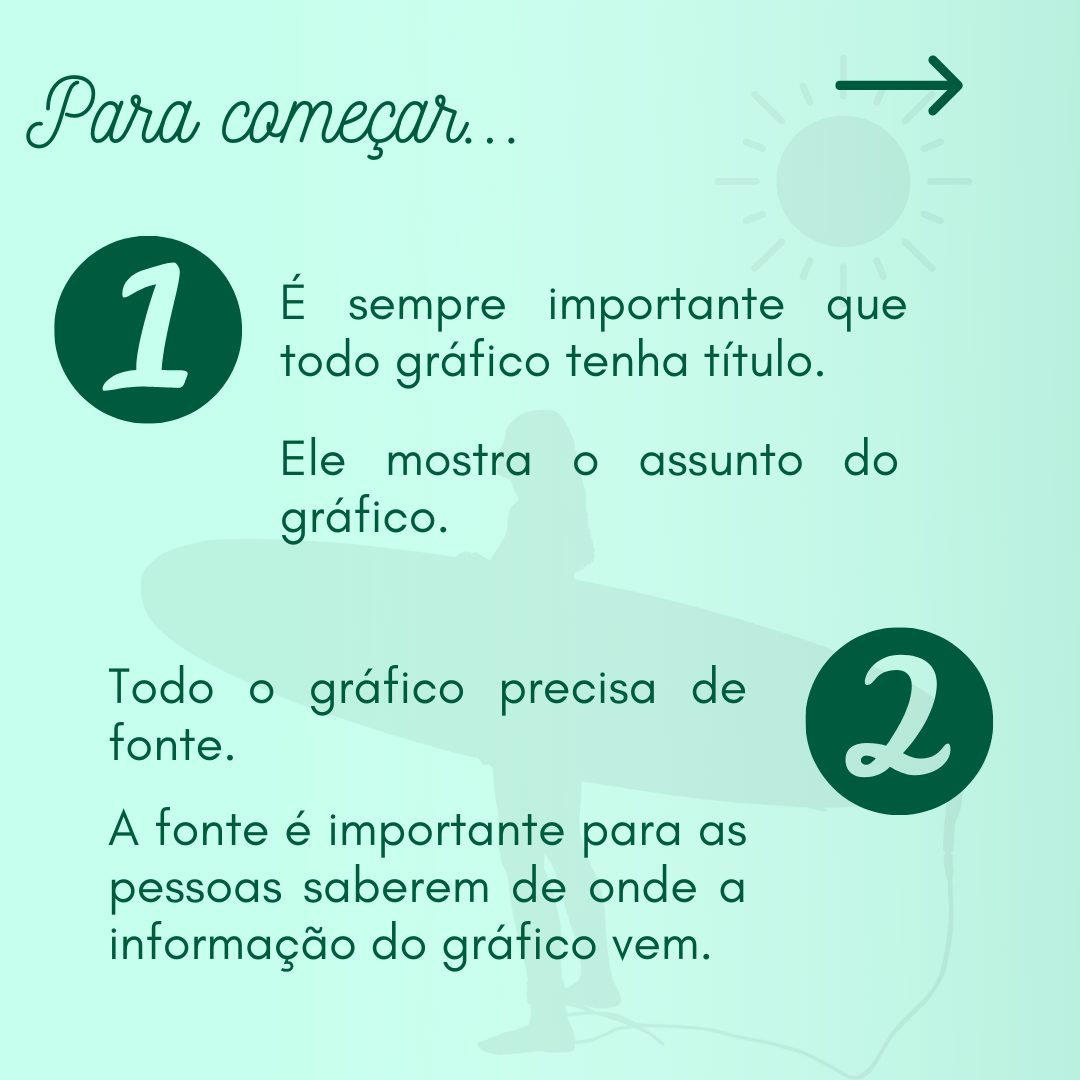 Para começar...
1
É sempre importante que
todo gráfico tenha título.
Ele mostra o assunto do
gráfico.
2
Todo o gráfico precisa de
fonte.
A fonte é importante para as
pessoas saberem de onde a
informação do gráfico vem.